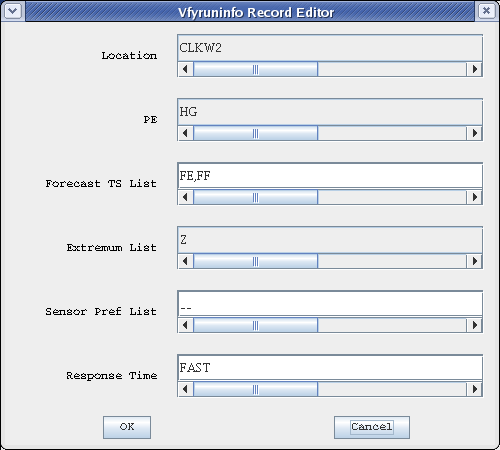 Vfyruninfo Record Editor
Location
CLKW2
PE
HG
Forecast TS List
FE,FF
Extremum List
Z
Sensor Pref List
--
Response Time
FAST
OK
Cancel